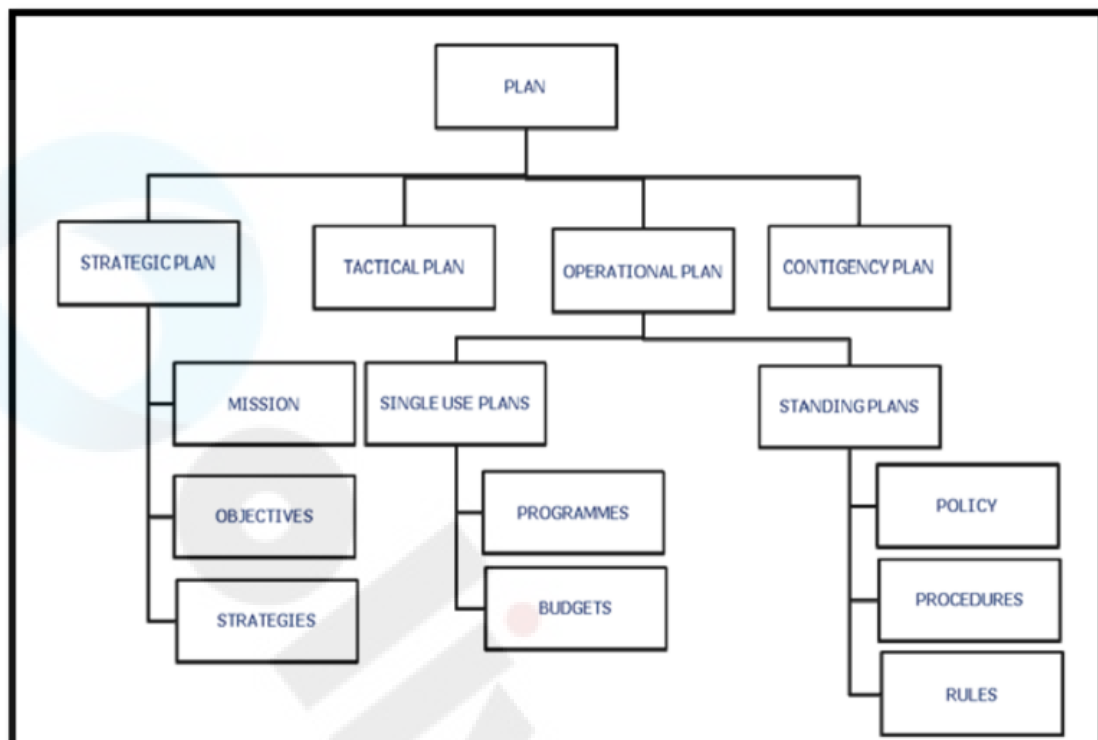 PLAN
STRATEGIC PLAN
TACTICAL PLAN
OPERATIONAL PLAN
CONTIGENCY PLAN
MISSION
SINGLE USE PLANS
STANDING PLANS
OBJECTIVES
PROGRAMMES
POLICY
STRATEGIES
BUDGETS
PROCEDURES
RULES